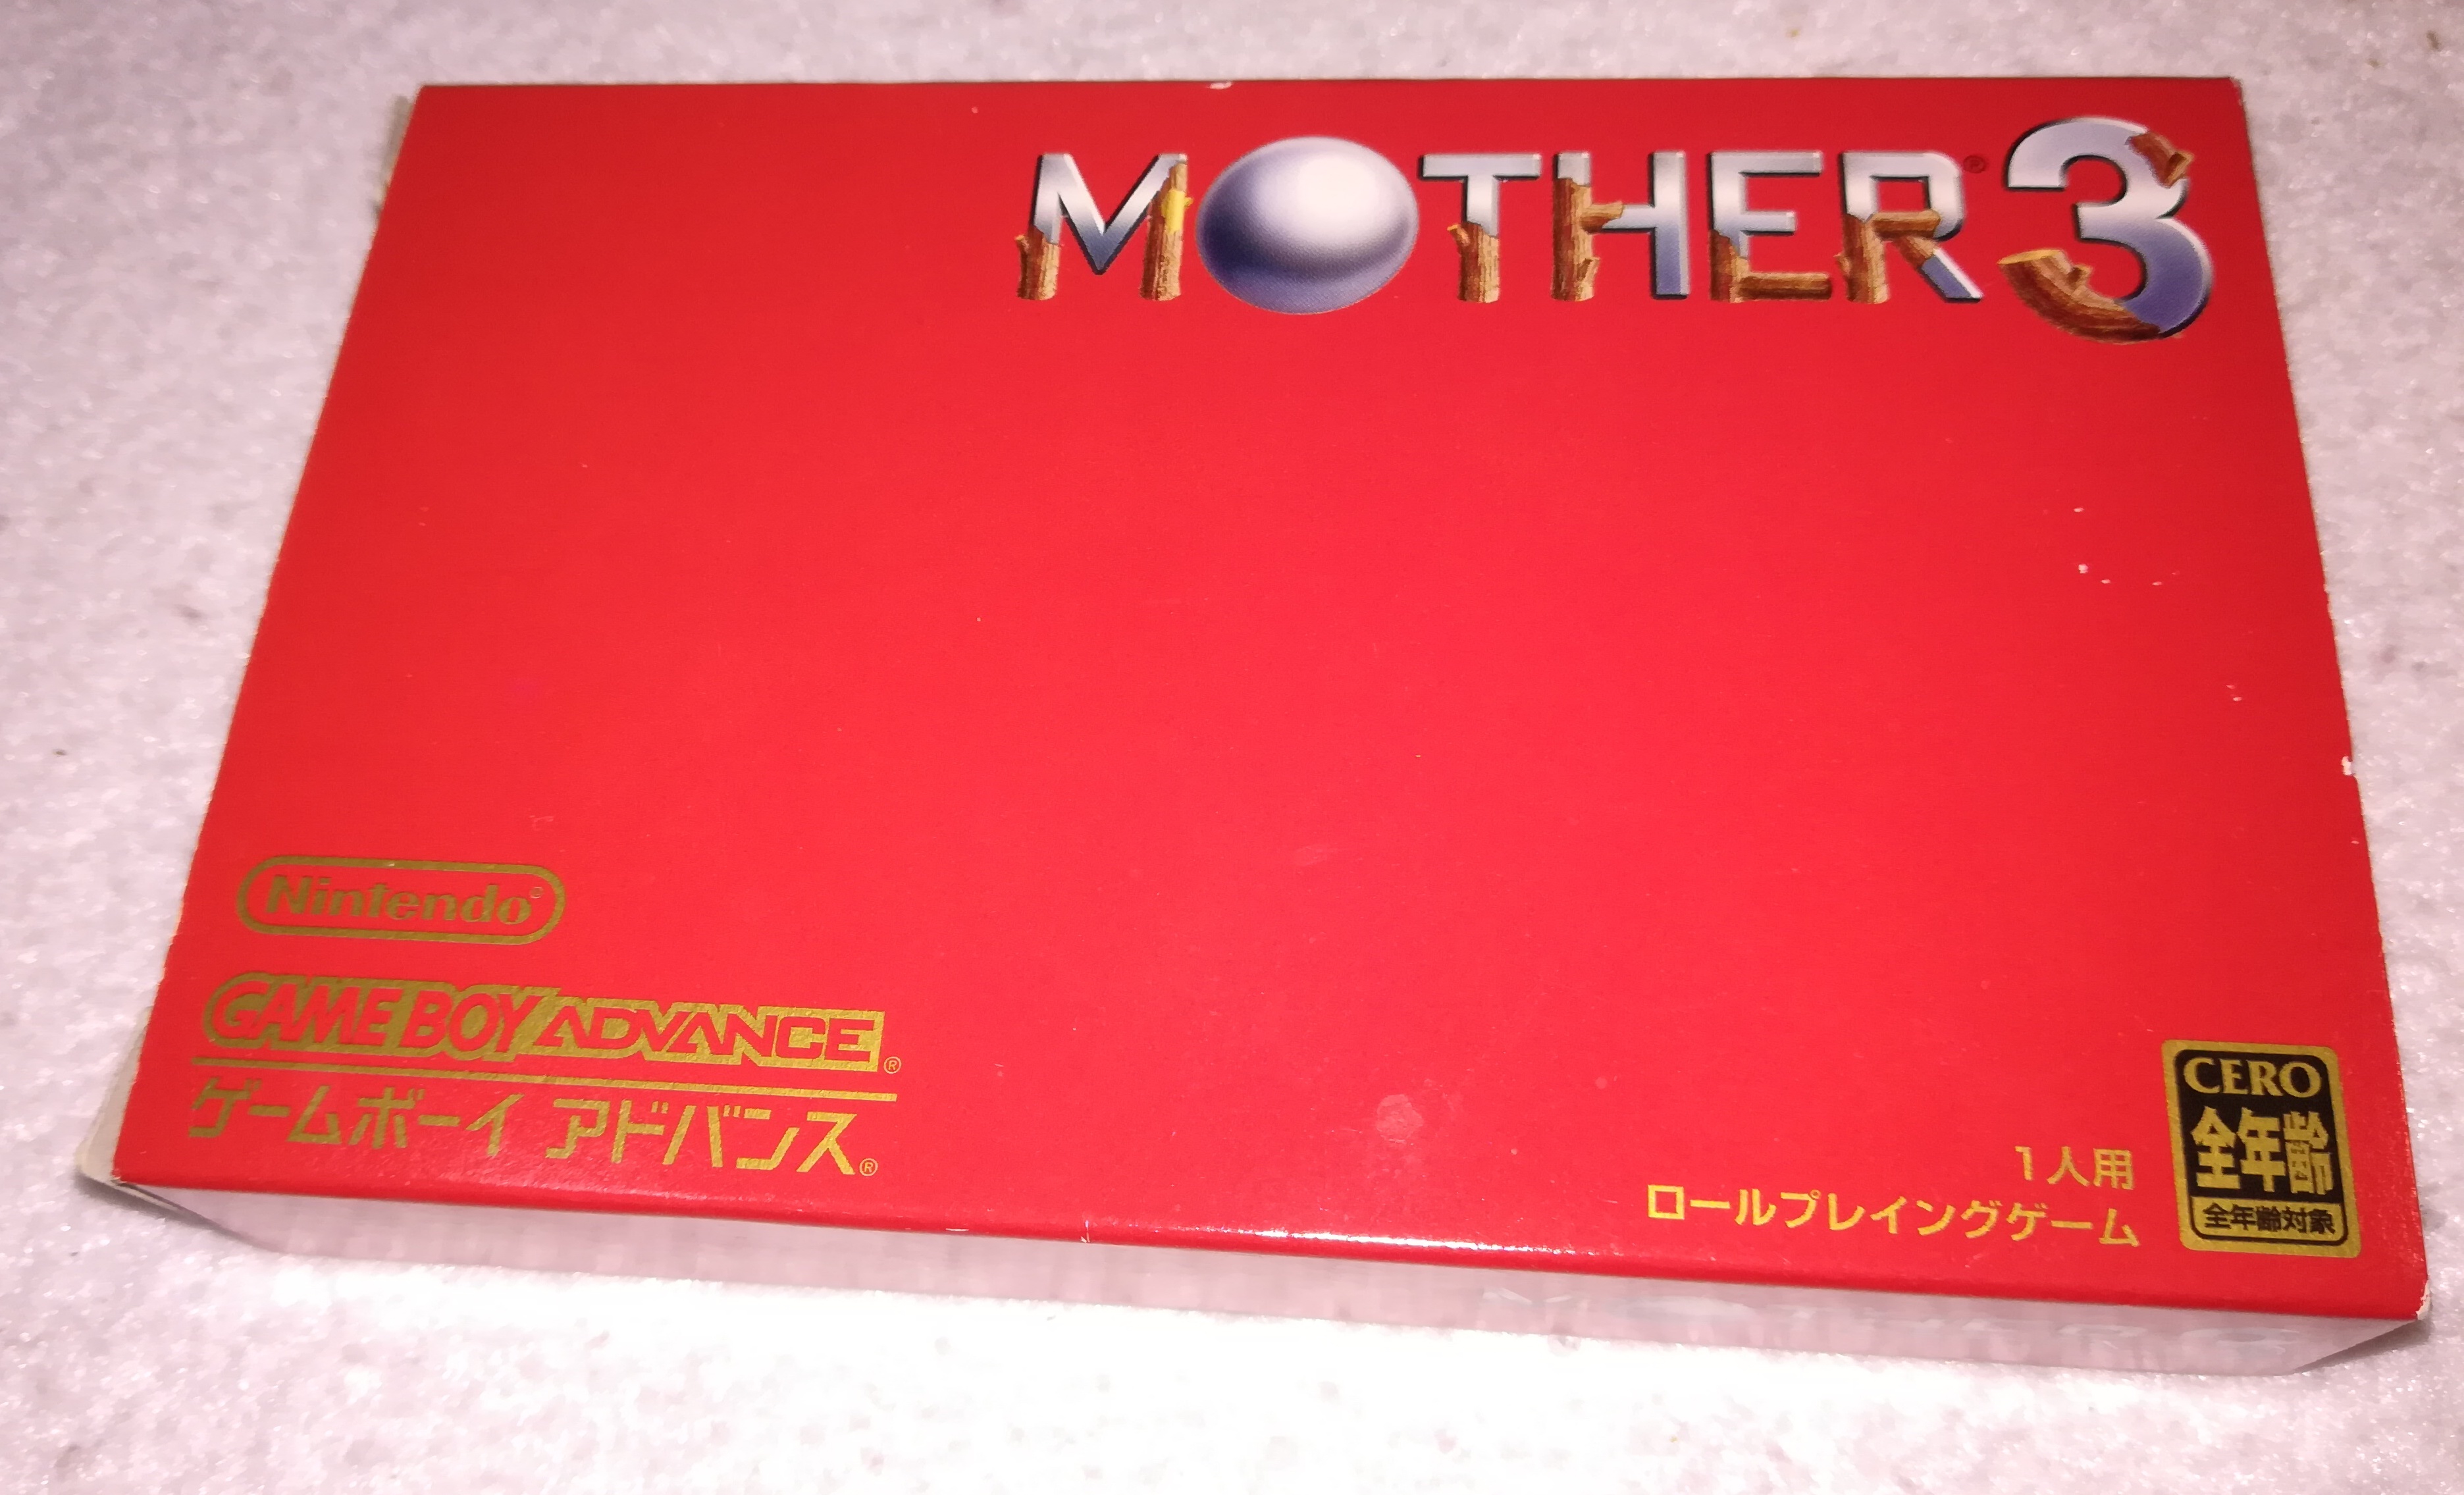 MOTHER® 3
Nintendo®
GAME BOY ADVANCE®
ゲームボーイ アドバンス®
1人用
ロールプレイングゲーム
CERO
全年齢
全年齢対象